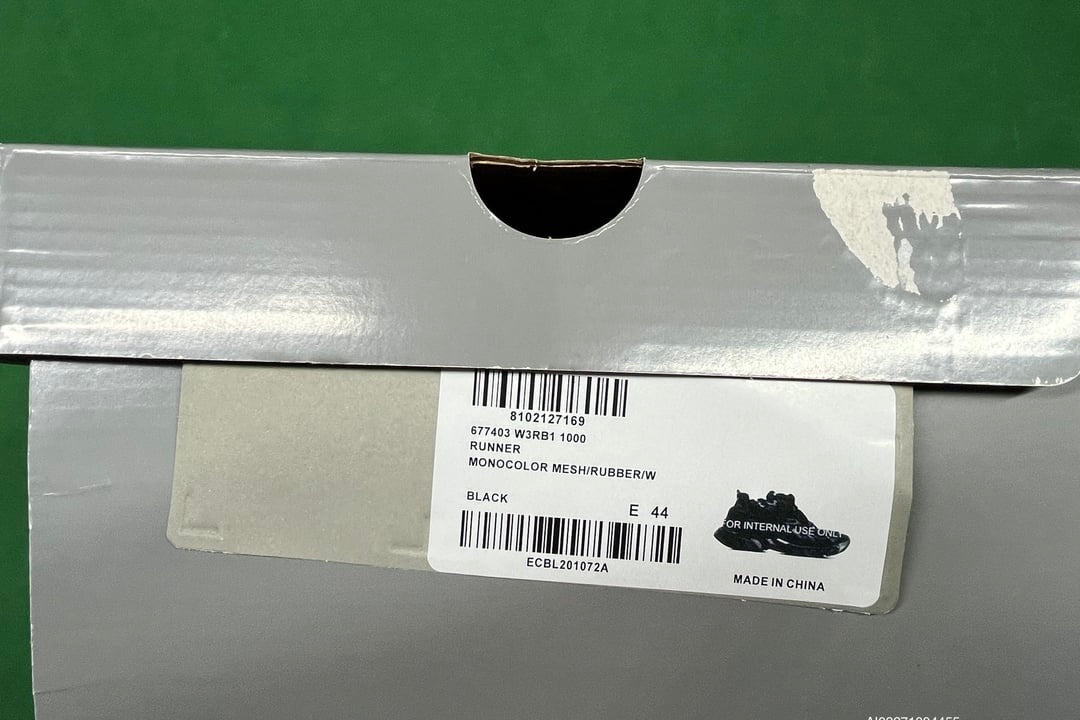 8102127169
677403 W3RB1 1000
RUNNER
MONOCOLOR MESH/RUBBER/W
BLACK
E 44
FOR INTERNAL USE ONLY
ECBL201072A
MADE IN CHINA